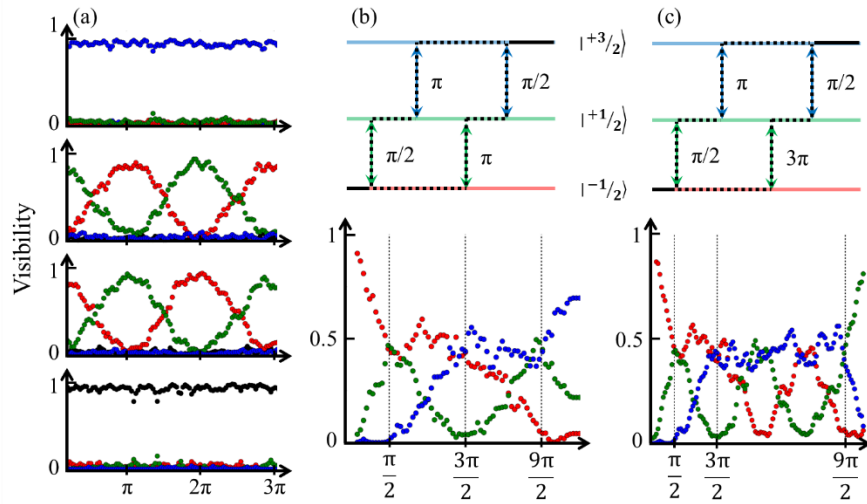 (a)
(b)
(c)
Visibility
1
0
1
0
1
0
1
0
π
2π
3π
π
π/2
π/2
π
|+3/2⟩
|+1/2⟩
|−1/2⟩
π
π/2
π/2
3π
1
0.5
0
π/2
3π/2
9π/2
1
0.5
0
π/2
3π/2
9π/2